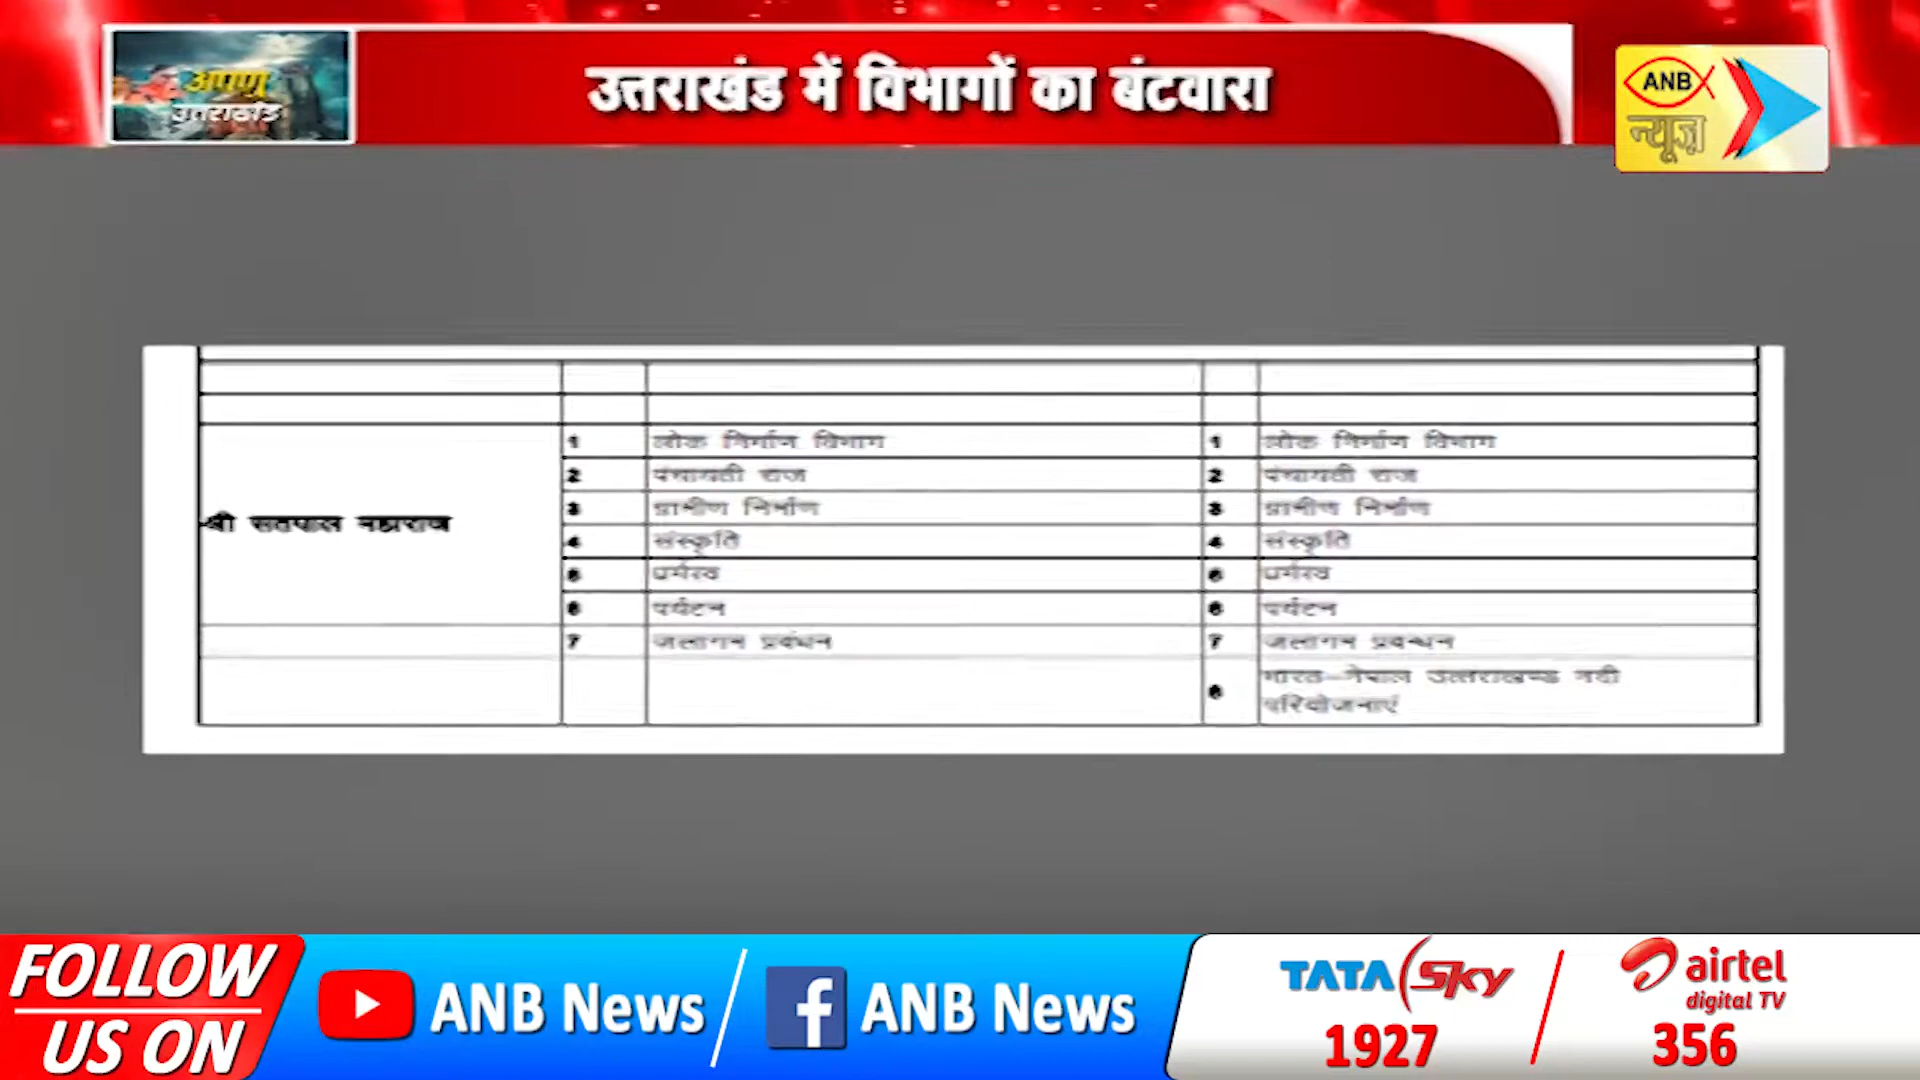 अपणु
उत्तराखंड
उत्तराखंड में विभागों का बंटवारा
ANB
न्यूज़
1 लोक निर्माण विभाग 1 लोक निर्माण विभाग
2 पंचायती राज 2 पंचायती राज
श्री सतपाल महाराज 3 ग्रामीण निर्माण 3 ग्रामीण निर्माण
4 संस्कृति 4 संस्कृति
5 धर्मस्व 5 धर्मस्व
6 पर्यटन 6 पर्यटन
7 जलागम प्रबंधन 7 जलागम प्रबन्धन
8 भारत-नेपाल उत्तराखण्ड नदी
परियोजनाएं
FOLLOW
US ON
ANB News
ANB News
TATA Sky
1927
airtel
digital TV
356